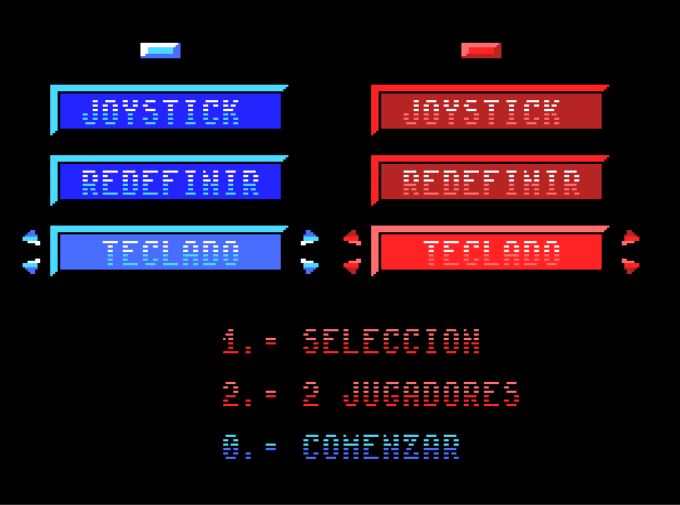 JOYSTICK JOYSTICK
REDEFINIR REDEFINIR
TECLADO TECLADO
1.= SELECCION
2.= 2 JUGADORES
0.= COMENZAR